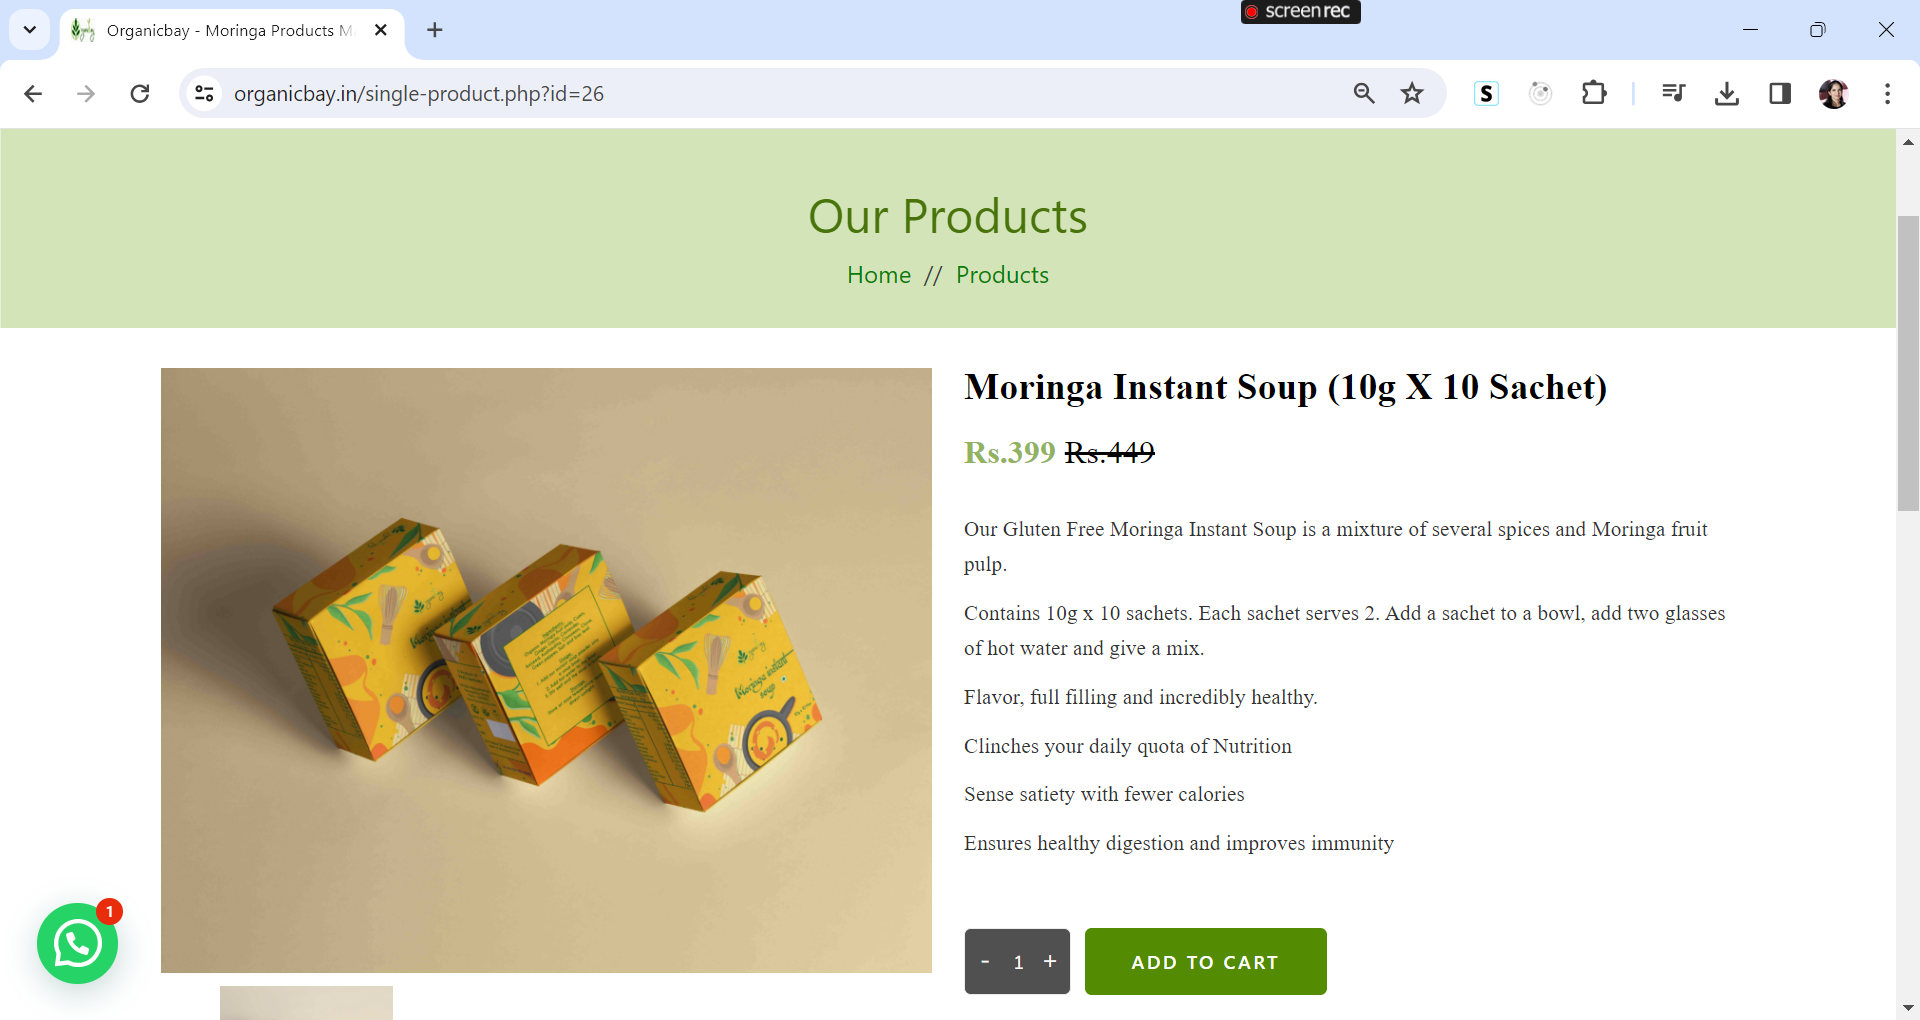 screenrec
Organicbay - Moringa Products M
organicbay.in/single-product.php?id=26
S
Our Products
Home // Products
Moringa Instant Soup (10g X 10 Sachet)
Rs.399 Rs.449
Our Gluten Free Moringa Instant Soup is a mixture of several spices and Moringa fruit
pulp.
Contains 10g x 10 sachets. Each sachet serves 2. Add a sachet to a bowl, add two glasses
of hot water and give a mix.
Flavor, full filling and incredibly healthy.
Clinches your daily quota of Nutrition
Sense satiety with fewer calories
Ensures healthy digestion and improves immunity
Moringa instant
soup
1
- 1 +
ADD TO CART